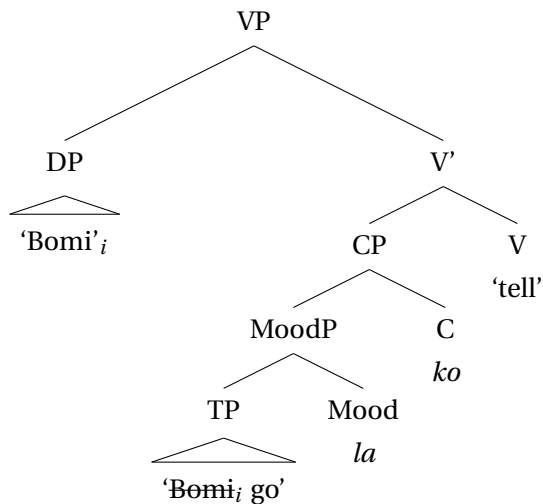 VP
DP V’
‘Bomi’i
CP V
‘tell’
MoodP C
ko
TP Mood
la
‘Bomii go’